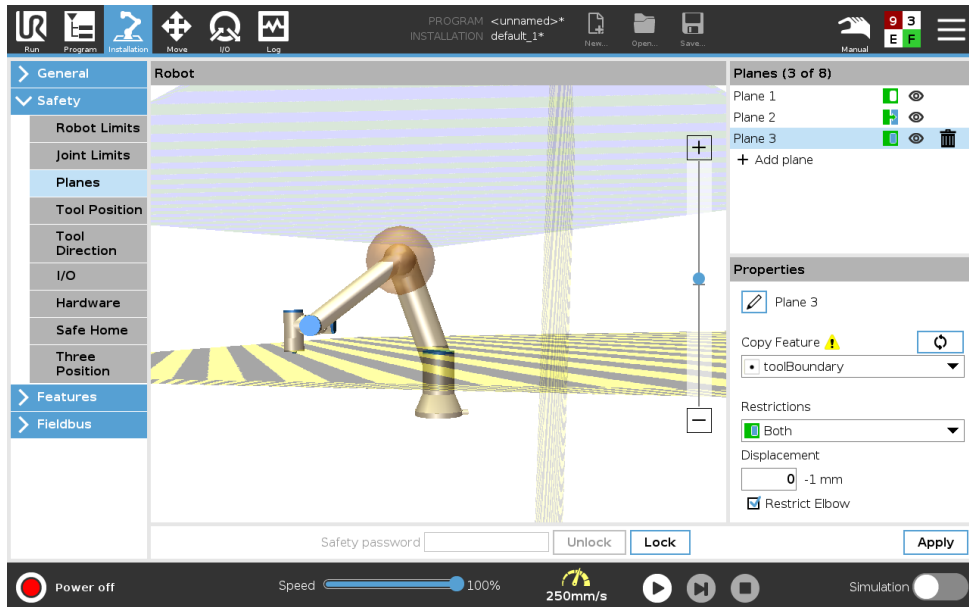 PROGRAM <unnamed>*
INSTALLATION default_1*
UR
Run
Program
Installation
Move
I/O
Log
New...
Open...
Save...
Manual
9 3
E F
General
Safety
Robot Limits
Joint Limits
Planes
Tool Position
Tool
Direction
I/O
Hardware
Safe Home
Three
Position
Features
Fieldbus
Robot
Planes (3 of 8)
Plane 1
Plane 2
Plane 3
+ Add plane
Properties
Plane 3
Copy Feature
toolBoundary
Restrictions
Both
Displacement
0 -1 mm
Restrict Elbow
Safety password
Unlock
Lock
Apply
Power off
Speed
100%
250mm/s
Simulation